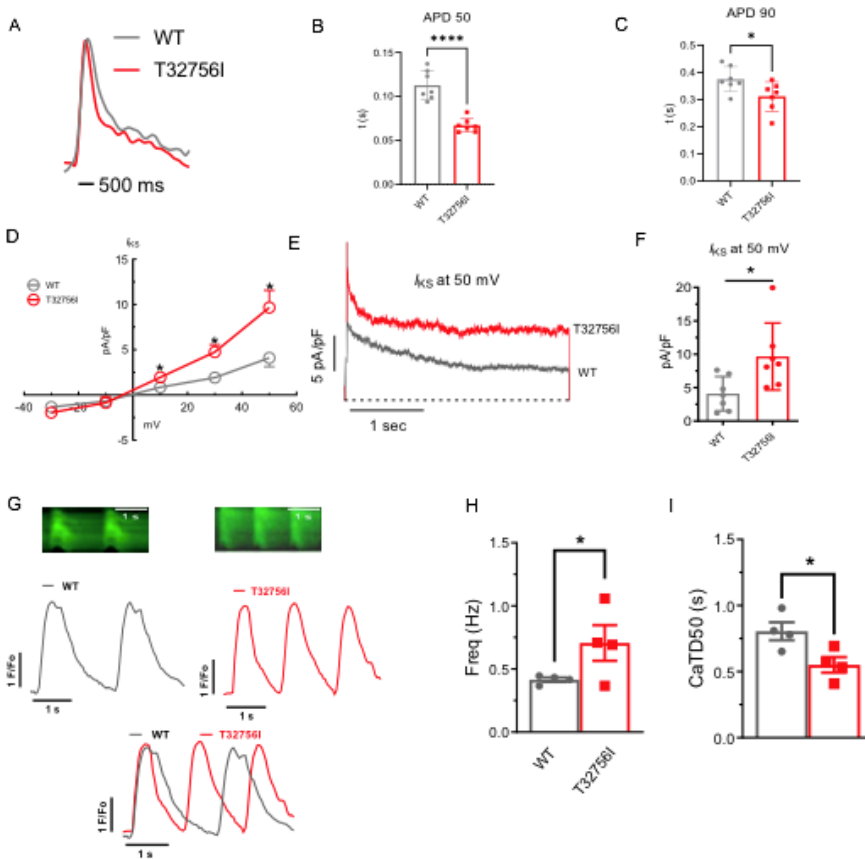 A
WT
T32756I
500 ms
B
APD 50
****
t (s)
0.15
0.10
0.05
0.00
WT
T32756I
C
APD 90
*
t (s)
0.5
0.4
0.3
0.2
0.1
0.0
WT
T32756I
D
IKS
WT
T32756I
pA/pF
15
10
5
-5
-40
-20
20
40
60
mV
E
IKS at 50 mV
T32756I
WT
5 pA/pF
1 sec
F
IKS at 50 mV
*
pA/pF
20
15
10
5
0
WT
T32756I
G
1 s
1 s
WT
1 F/Fo
1 s
T32756I
1 F/Fo
1 s
WT
T32756I
1 F/Fo
1 s
H
*
Freq (Hz)
1.5
1.0
0.5
0.0
WT
T32756I
I
*
CaTD50 (s)
1.5
1.0
0.5
0.0